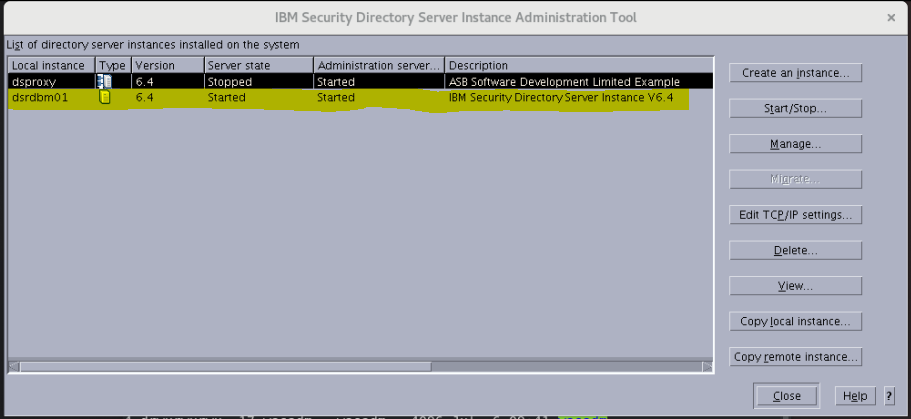 IBM Security Directory Server Instance Administration Tool
List of directory server instances installed on the system
Local instance Type Version Server state Administration server... Description
dsproxy 6.4 Stopped Started ASB Software Development Limited Example
dsrdbm01 6.4 Started Started IBM Security Directory Server Instance V6.4
Create an instance...
Start/Stop...
Manage...
Migrate...
Edit TCP/IP settings...
Delete...
View...
Copy local instance...
Copy remote instance...
Close Help ?